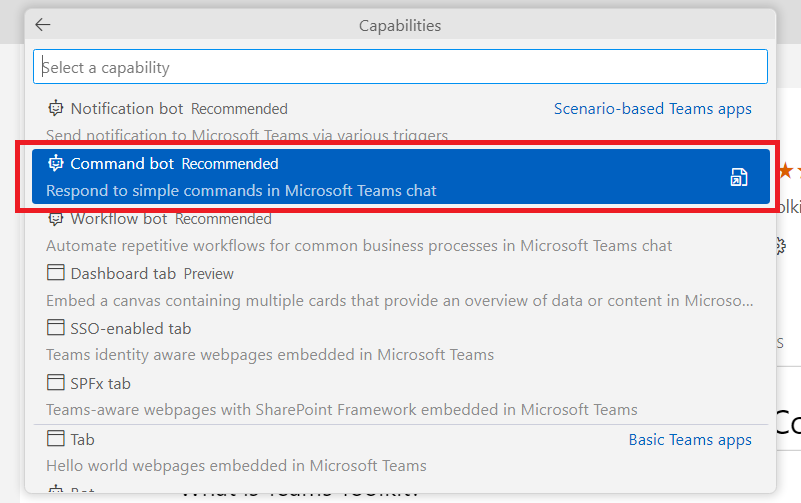 Capabilities
Select a capability
Notification bot Recommended Scenario-based Teams apps
Send notification to Microsoft Teams via various triggers
Command bot Recommended
Respond to simple commands in Microsoft Teams chat
Workflow bot Recommended
Automate repetitive workflows for common business processes in Microsoft Teams chat
Dashboard tab Preview
Embed a canvas containing multiple cards that provide an overview of data or content in Microso...
SSO-enabled tab
Teams identity aware webpages embedded in Microsoft Teams
SPFx tab
Teams-aware webpages with SharePoint Framework embedded in Microsoft Teams
Tab Basic Teams apps
Hello world webpages embedded in Microsoft Teams
Bot
What is Teams Toolkit?